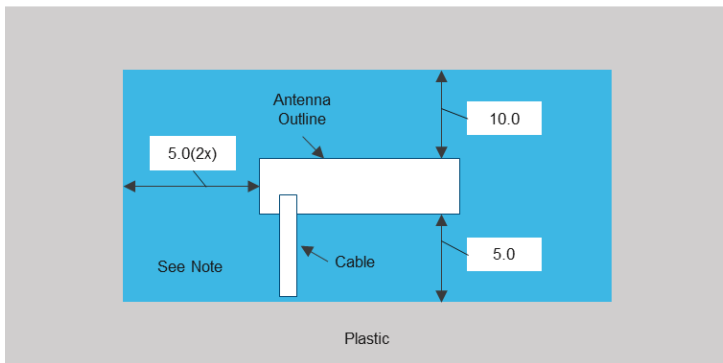 Antenna
Outline
10.0
5.0(2x)
See Note
Cable
5.0
Plastic